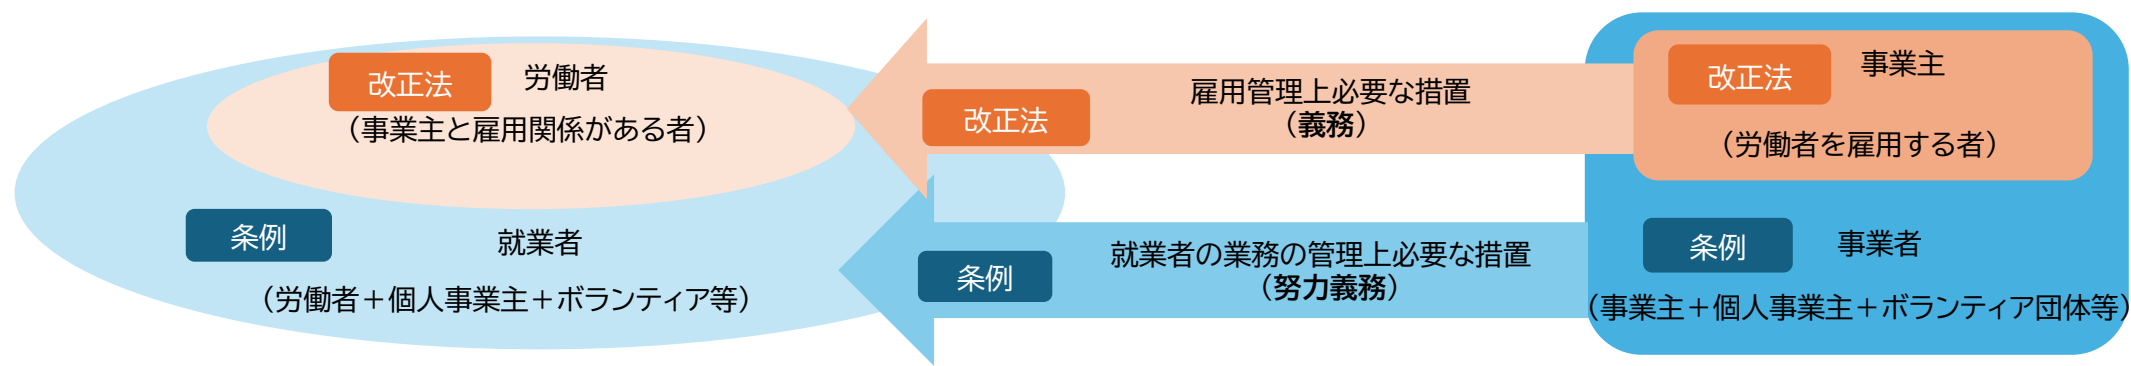 改正法
労働者
（事業主と雇用関係がある者）
条例
就業者
（労働者＋個人事業主＋ボランティア等）
改正法
雇用管理上必要な措置
（義務）
条例
就業者の業務の管理上必要な措置
（努力義務）
改正法
事業主
（労働者を雇用する者）
条例
事業者
（事業主＋個人事業主＋ボランティア団体等）